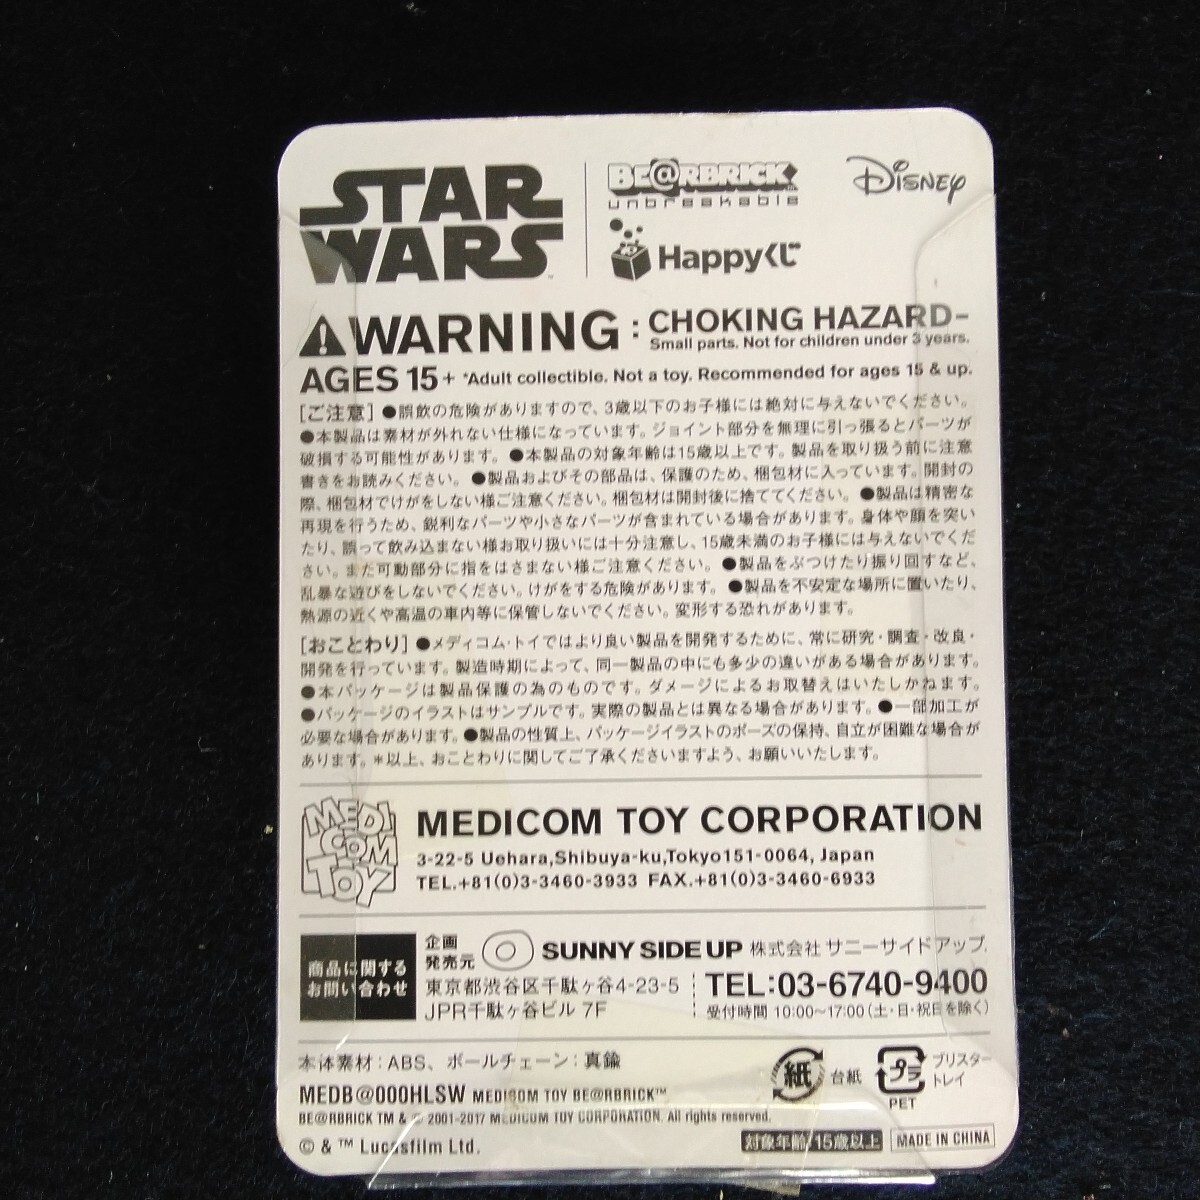 STAR
WARS
BE@RBRICK
unbreakable
Happyくじ
Disney
WARNING : CHOKING HAZARD-
Small parts. Not for children under 3 years.
AGES 15+ *Adult collectible. Not a toy. Recommended for ages 15 & up.
[ご注意] ●誤飲の危険がありますので、3歳以下のお子様には絶対に与えないでください。
●本製品は素材が外れない仕様になっています。ジョイント部分を無理に引っ張るとパーツが
破損する可能性があります。 ●本製品の対象年齢は15歳以上です。製品を取り扱う前に注意
書きをお読みください。 ●製品およびその部品は、保護のため、梱包材に入っています。開封の
際、梱包材でけがをしない様ご注意ください。梱包材は開封後に捨ててください。 ●製品は精密な
再現を行うため、鋭利なパーツや小さなパーツが含まれている場合があります。身体や顔を突い
たり、誤って飲み込まない様お取り扱いには十分注意し、15歳未満のお子様には与えないでくだ
さい。また可動部分に指をはさまない様ご注意ください。 ●製品をぶつけたり振り回すなど、
乱暴な遊びをしないでください。けがをする危険があります。 ●製品を不安定な場所に置いたり、
熱源の近くや高温の車内等に保管しないでください。変形する恐れがあります。
[おことわり] ●メディコム・トイではより良い製品を開発するために、常に研究・調査・改良・
開発を行っています。製造時期によって、同一製品の中にも多少の違いがある場合があります。
●本パッケージは製品保護の為のものです。ダメージによるお取替えはいたしかねます。
●パッケージのイラストはサンプルです。実際の製品とは異なる場合があります。 ●一部加工が
必要な場合があります。 ●製品の性質上、パッケージイラストのポーズの保持、自立が困難な場合が
あります。*以上、おことわりに関してご了承くださいますよう、お願いいたします。
MEDI
COM
TOY
MEDICOM TOY CORPORATION
3-22-5 Uehara,Shibuya-ku,Tokyo151-0064, Japan
TEL.+81(0)3-3460-3933 FAX.+81(0)3-3460-6933
商品に関する
お問い合わせ
企画
発売元
SUNNY SIDE UP 株式会社 サニーサイドアップ.
東京都渋谷区千駄ヶ谷4-23-5
JPR千駄ヶ谷ビル 7F
TEL:03-6740-9400
受付時間 10:00〜17:00(土・日・祝日を除く)
本体素材：ABS、ボールチェーン：真鍮
MEDB@000HLSW MEDICOM TOY BE@RBRICK™
BE@RBRICK TM & © 2001-2017 MEDICOM TOY CORPORATION. All rights reserved.
© & ™ Lucasfilm Ltd.
紙 台紙
プラ
PET
ブリスター
トレイ
対象年齢/15歳以上
MADE IN CHINA